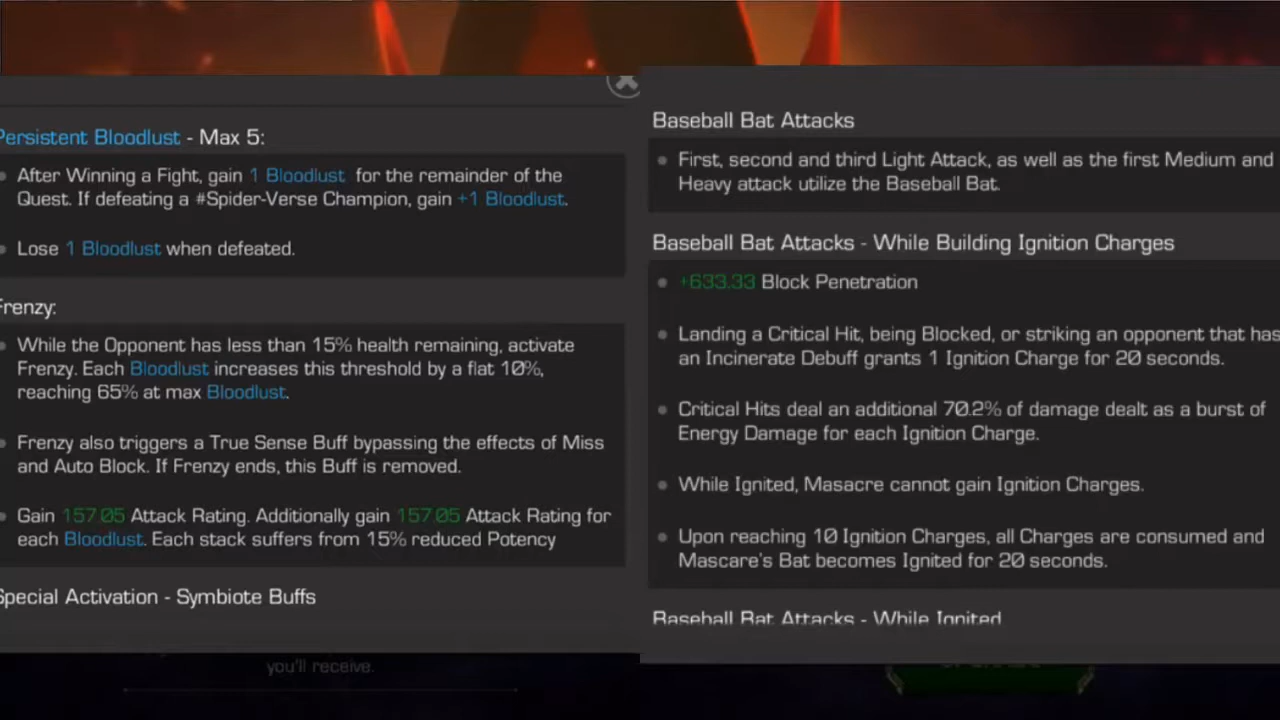 Persistent Bloodlust - Max 5:
After Winning a Fight, gain 1 Bloodlust for the remainder of the
Quest. If defeating a #Spider-Verse Champion, gain +1 Bloodlust.
Lose 1 Bloodlust when defeated.
Frenzy:
While the Opponent has less than 15% health remaining, activate
Frenzy. Each Bloodlust increases this threshold by a flat 10%,
reaching 65% at max Bloodlust.
Frenzy also triggers a True Sense Buff bypassing the effects of Miss
and Auto Block. If Frenzy ends, this Buff is removed.
Gain 157.05 Attack Rating. Additionally gain 157.05 Attack Rating for
each Bloodlust. Each stack suffers from 15% reduced Potency
Special Activation - Symbiote Buffs
you'll receive.
Baseball Bat Attacks
First, second and third Light Attack, as well as the first Medium and
Heavy attack utilize the Baseball Bat.
Baseball Bat Attacks - While Building Ignition Charges
+633.33 Block Penetration
Landing a Critical Hit, being Blocked, or striking an opponent that has
an Incinerate Debuff grants 1 Ignition Charge for 20 seconds.
Critical Hits deal an additional 70.2% of damage dealt as a burst of
Energy Damage for each Ignition Charge.
While Ignited, Masacre cannot gain Ignition Charges.
Upon reaching 10 Ignition Charges, all Charges are consumed and
Mascare's Bat becomes Ignited for 20 seconds.
Baseball Bat Attacks - While Ignited